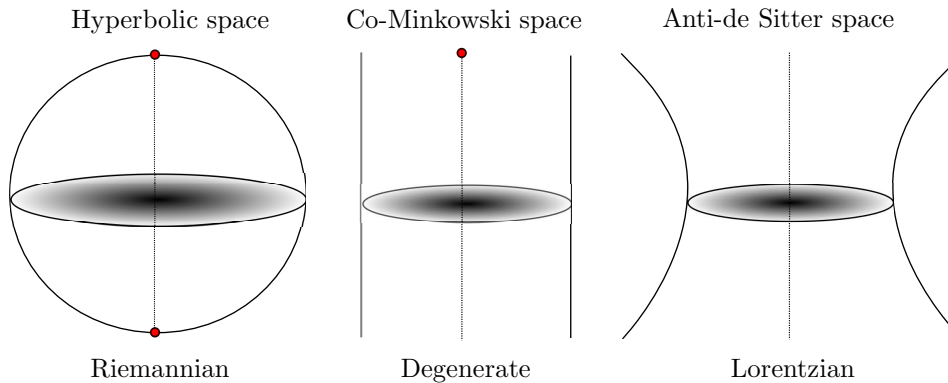 Hyperbolic space Co-Minkowski space Anti-de Sitter space
Riemannian Degenerate Lorentzian